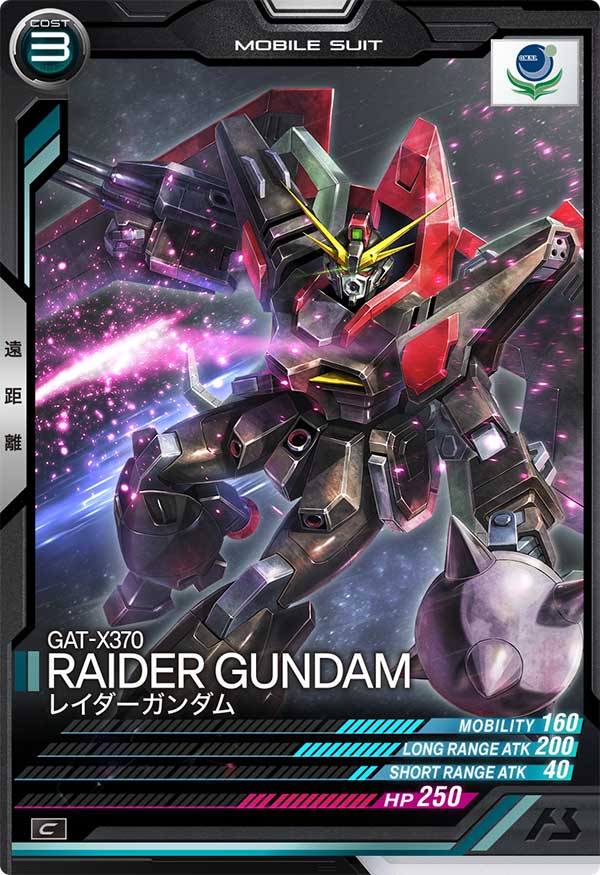 COST
3
MOBILE SUIT
O.M.N.I.
遠距離
GAT-X370
RAIDER GUNDAM
レイダーガンダム
MOBILITY 160
LONG RANGE ATK 200
SHORT RANGE ATK 40
HP 250
C